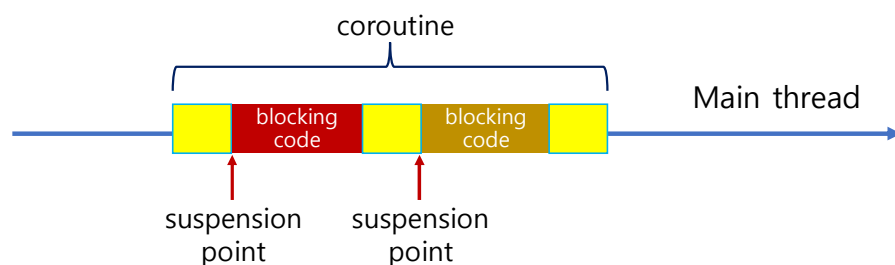 coroutine
Main thread
blocking
code
blocking
code
suspension
point
suspension
point